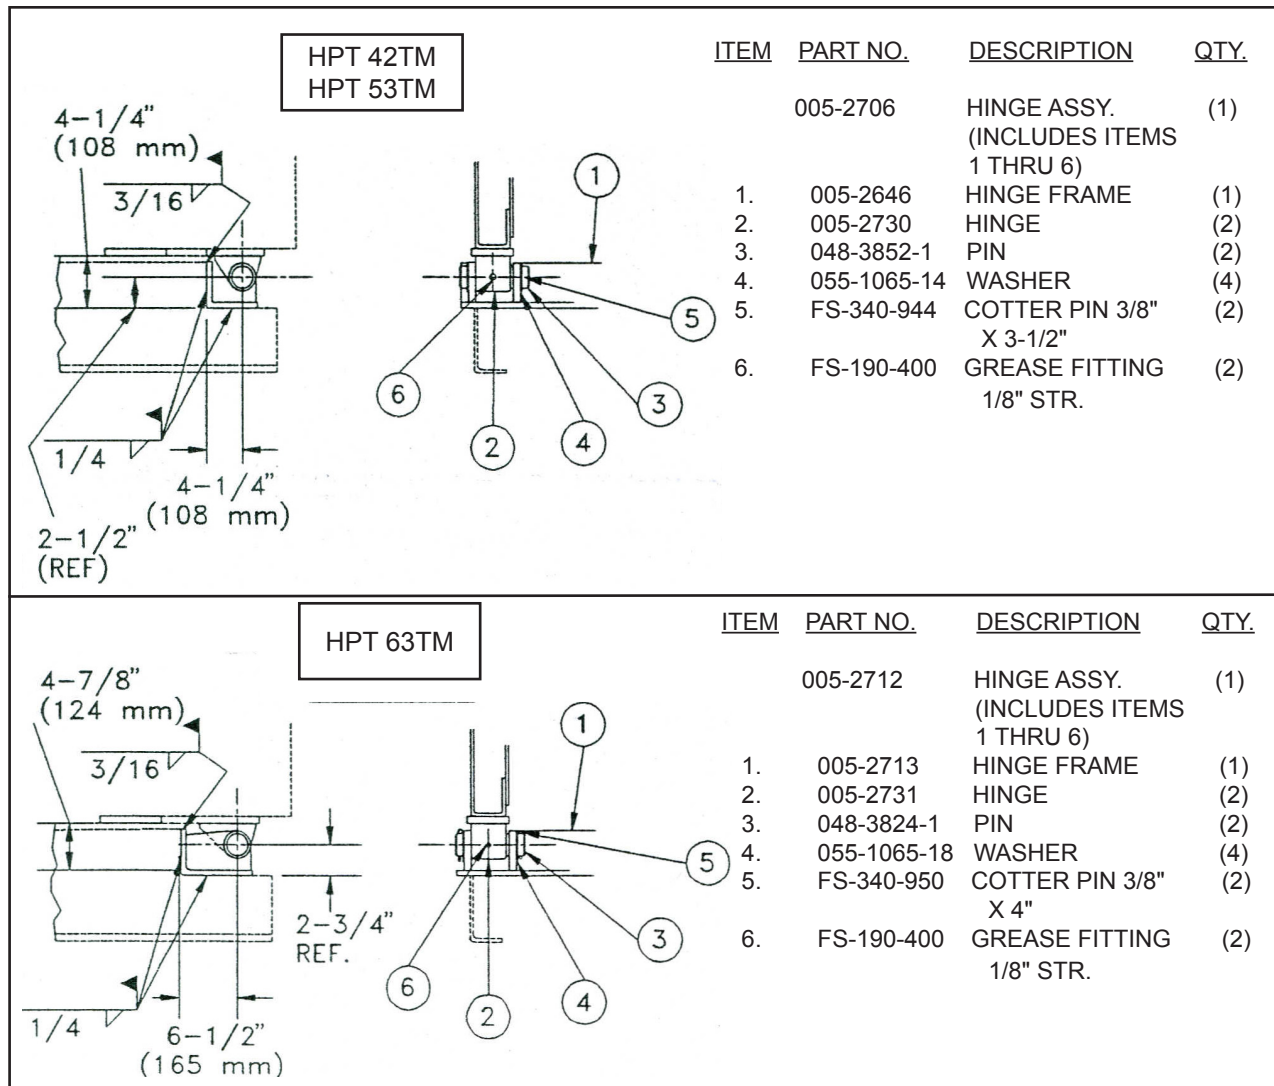 HPT 42TM
HPT 53TM
4-1/4"
(108 mm)
3/16
1/4
4-1/4"
(108 mm)
2-1/2"
(REF)
1
5
6
3
2
4
ITEM PART NO. DESCRIPTION QTY.
005-2706 HINGE ASSY. (1)
(INCLUDES ITEMS
1 THRU 6)
1. 005-2646 HINGE FRAME (1)
2. 005-2730 HINGE (2)
3. 048-3852-1 PIN (2)
4. 055-1065-14 WASHER (4)
5. FS-340-944 COTTER PIN 3/8" (2)
X 3-1/2"
6. FS-190-400 GREASE FITTING (2)
1/8" STR.
HPT 63TM
4-7/8"
(124 mm)
3/16
2-3/4"
REF.
1/4
6-1/2"
(165 mm)
1
5
3
6
2
4
ITEM PART NO. DESCRIPTION QTY.
005-2712 HINGE ASSY. (1)
(INCLUDES ITEMS
1 THRU 6)
1. 005-2713 HINGE FRAME (1)
2. 005-2731 HINGE (2)
3. 048-3824-1 PIN (2)
4. 055-1065-18 WASHER (4)
5. FS-340-950 COTTER PIN 3/8" (2)
X 4"
6. FS-190-400 GREASE FITTING (2)
1/8" STR.